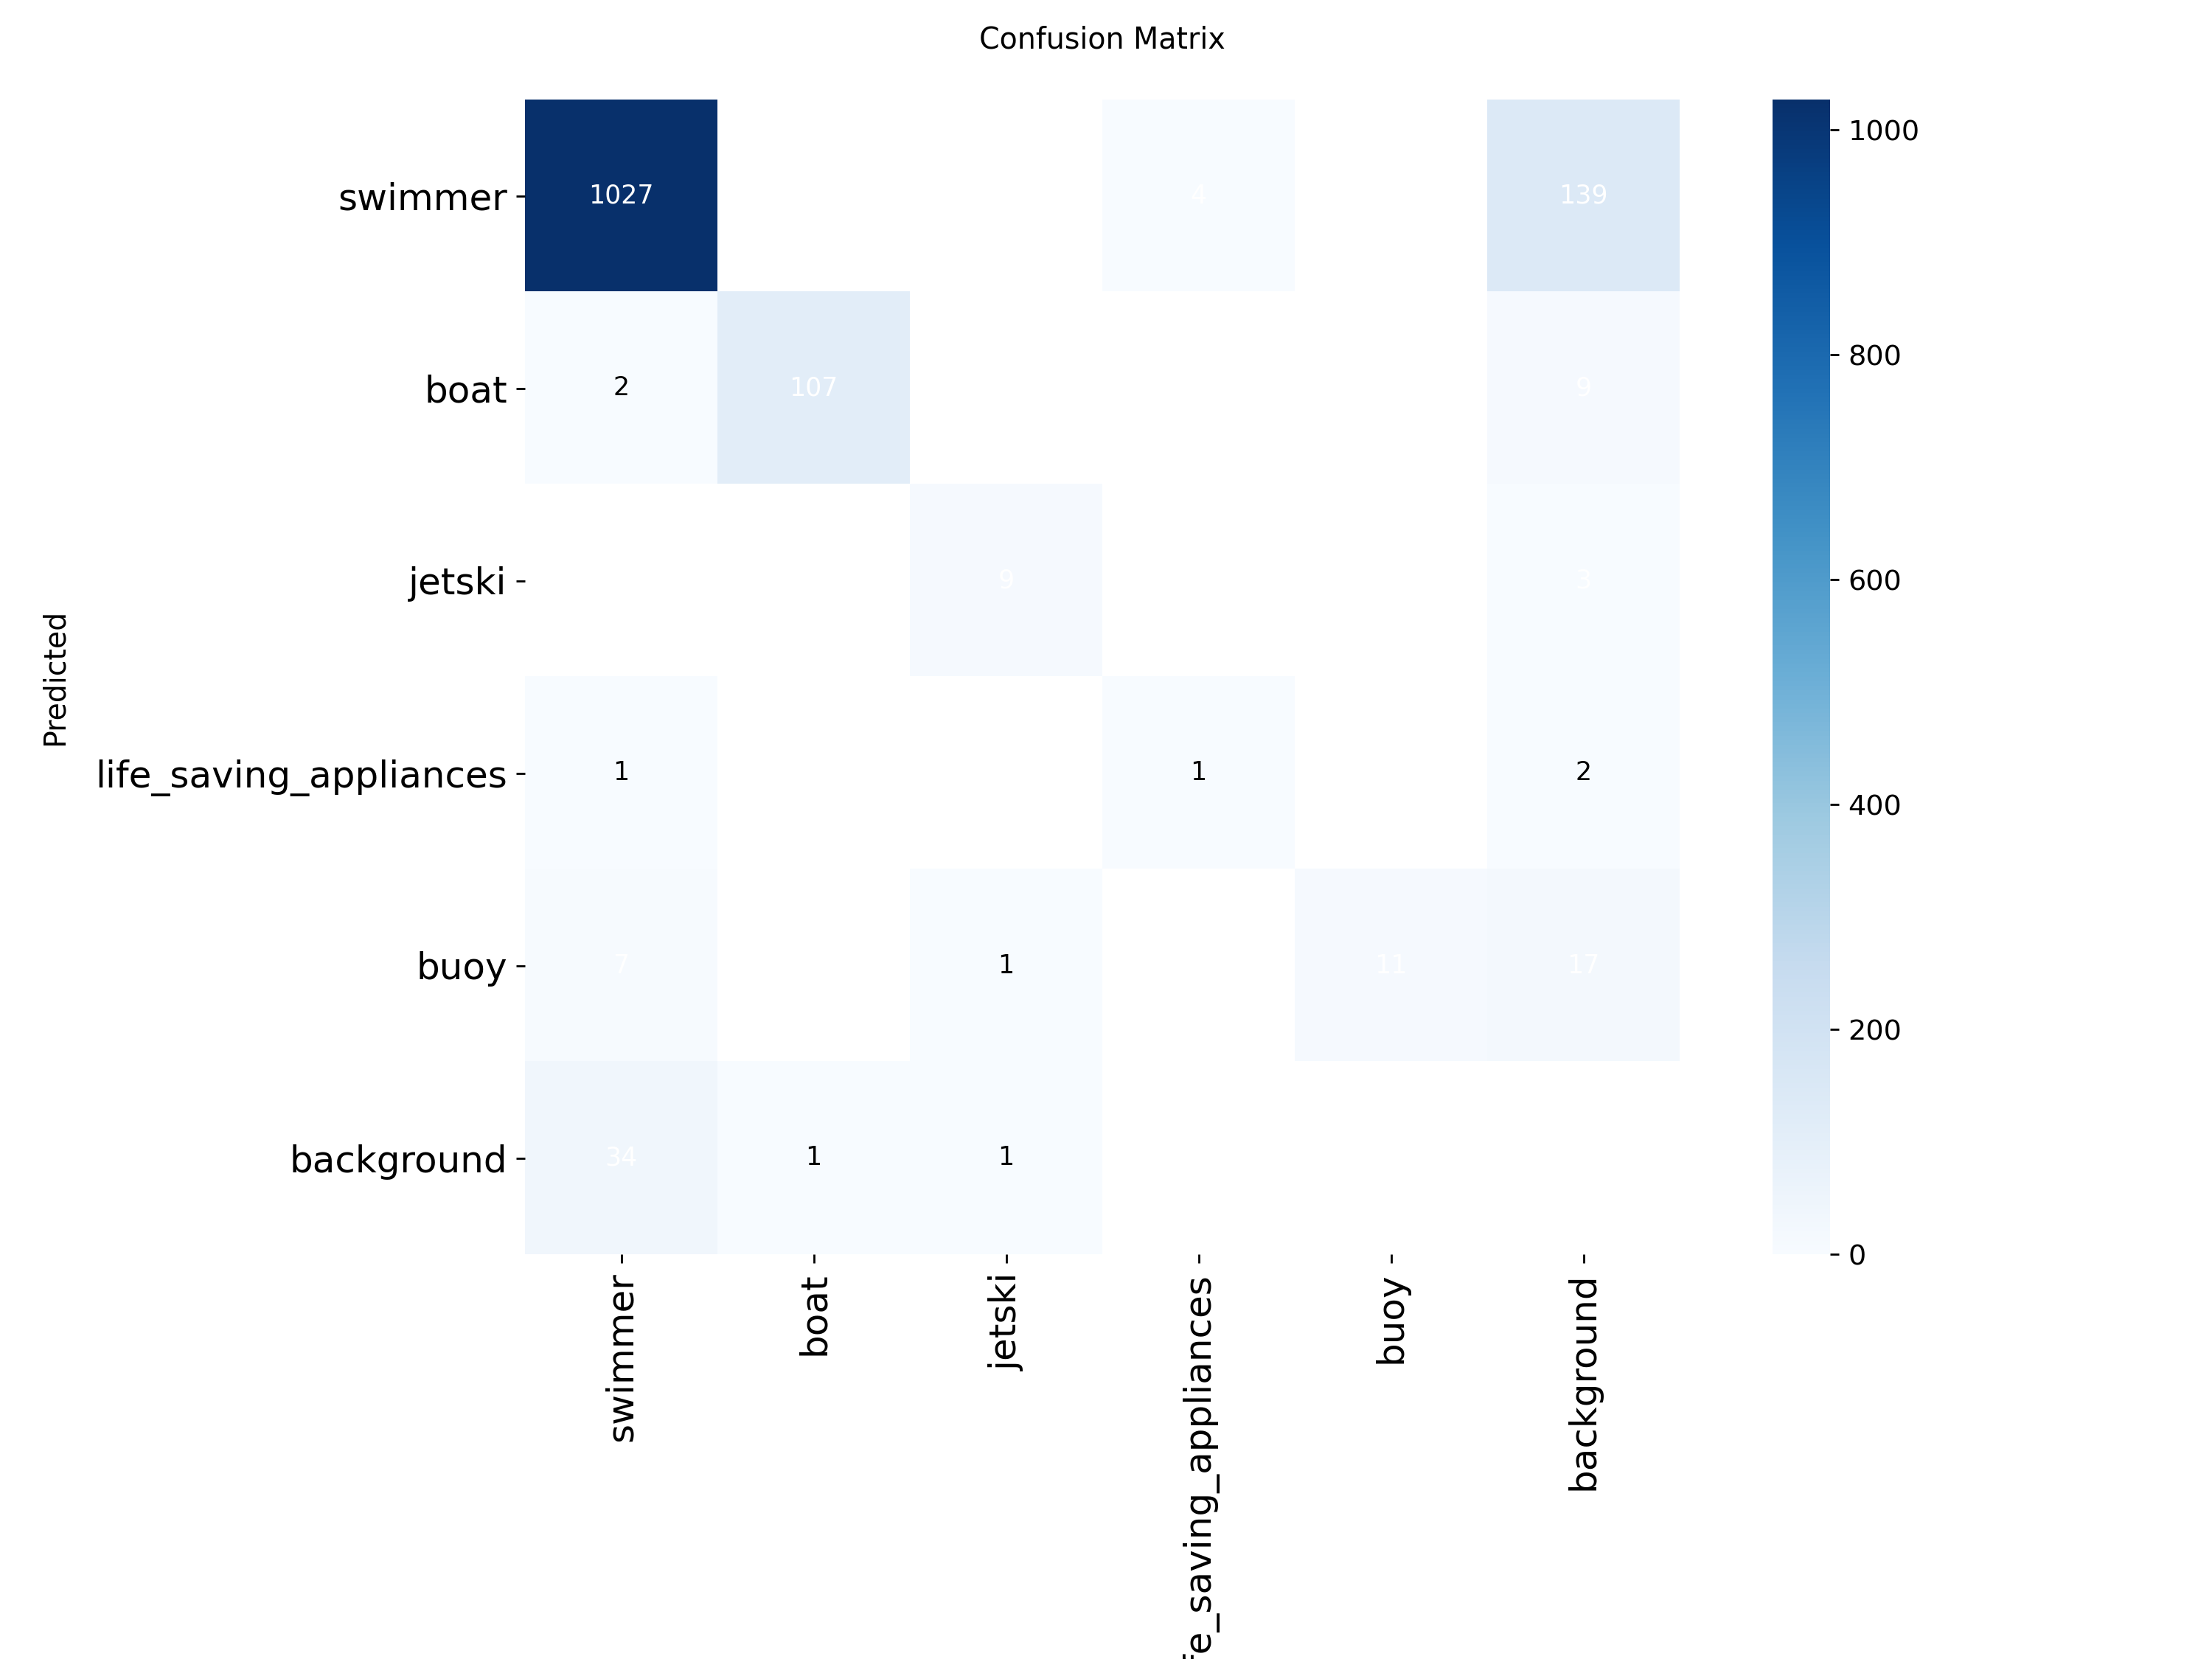 Confusion Matrix
swimmer 1027 4 139
boat 2 107 9
jetski 9 3
life_saving_appliances 1 1 2
buoy 7 1 11 17
background 34 1 1
swimmer boat jetski fe_saving_appliances buoy background
Predicted
1000
800
600
400
200
0